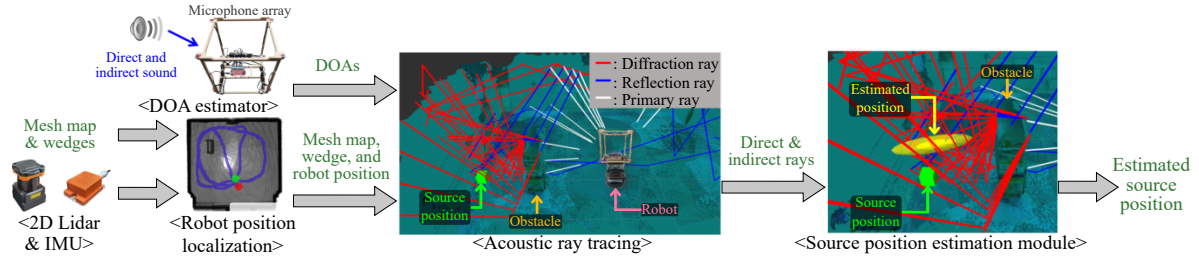 Microphone array
Direct and
indirect sound
<DOA estimator>
DOAs
Mesh map
& wedges
<2D Lidar
& IMU>
<Robot position
localization>
Mesh map,
wedge, and
robot position
: Diffraction ray
: Reflection ray
: Primary ray
Source
position
Obstacle
Robot
<Acoustic ray tracing>
Direct &
indirect rays
Obstacle
Estimated
position
Source
position
<Source position estimation module>
Estimated
source
position